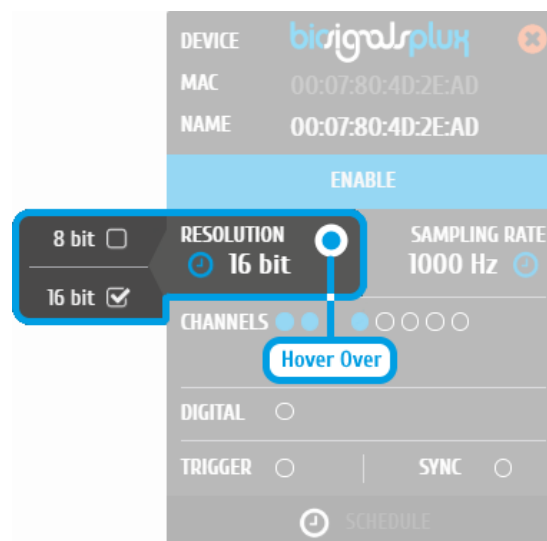 DEVICE biosignalsplux
MAC 00:07:80:4D:2E:AD
NAME 00:07:80:4D:2E:AD
ENABLE
8 bit
16 bit
RESOLUTION
16 bit
SAMPLING RATE
1000 Hz
CHANNELS
Hover Over
DIGITAL
TRIGGER SYNC
SCHEDULE